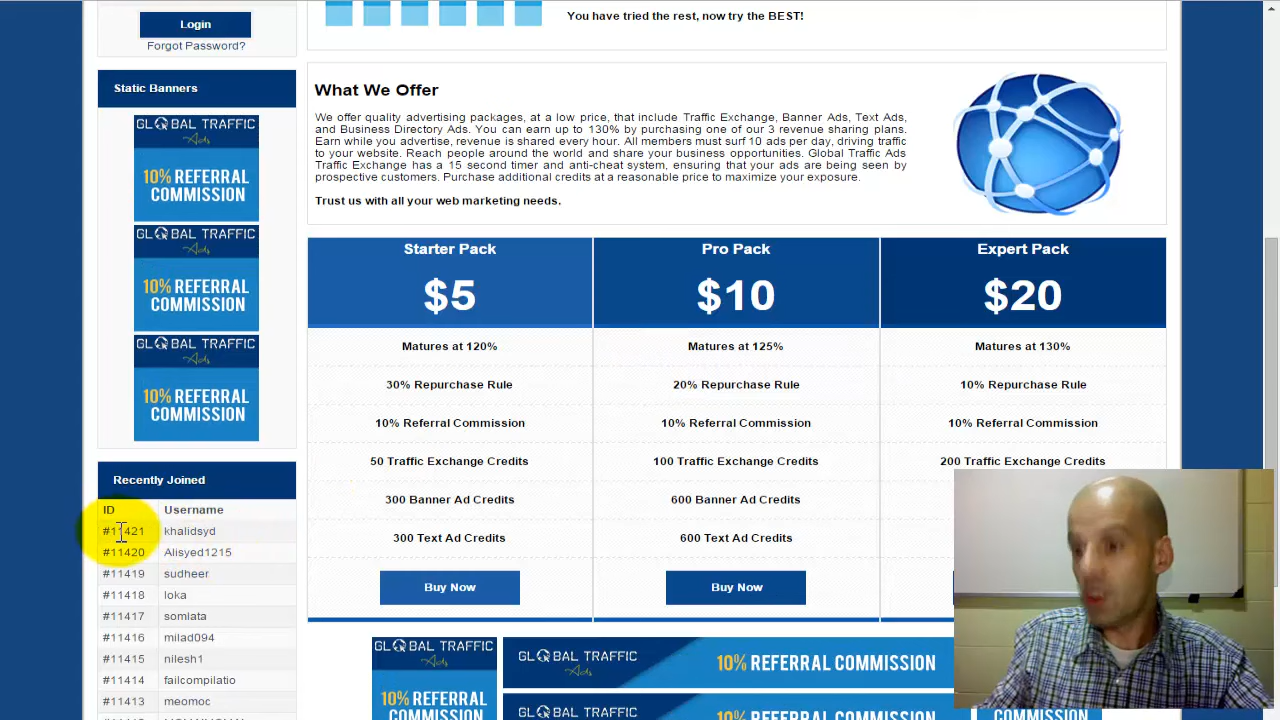 Login
Forgot Password?
You have tried the rest, now try the BEST!
Static Banners
GLOBAL TRAFFIC
Ads
10% REFERRAL
COMMISSION
GLOBAL TRAFFIC
Ads
10% REFERRAL
COMMISSION
GLOBAL TRAFFIC
Ads
10% REFERRAL
COMMISSION
What We Offer
We offer quality advertising packages, at a low price, that include Traffic Exchange, Banner Ads, Text Ads,
and Business Directory Ads. You can earn up to 130% by purchasing one of our 3 revenue sharing plans.
Earn while you advertise, revenue is shared every hour. All members must surf 10 ads per day, driving traffic
to your website. Reach people around the world and share your business opportunities. Global Traffic Ads
Traffic Exchange has a 15 second timer and anti-cheat system, ensuring that your ads are being seen by
prospective customers. Purchase additional credits at a reasonable price to maximize your exposure.
Trust us with all your web marketing needs.
Starter Pack
$5
Matures at 120%
30% Repurchase Rule
10% Referral Commission
50 Traffic Exchange Credits
300 Banner Ad Credits
300 Text Ad Credits
Buy Now
Pro Pack
$10
Matures at 125%
20% Repurchase Rule
10% Referral Commission
100 Traffic Exchange Credits
600 Banner Ad Credits
600 Text Ad Credits
Buy Now
Expert Pack
$20
Matures at 130%
10% Repurchase Rule
10% Referral Commission
200 Traffic Exchange Credits
Recently Joined
ID Username
#11421 khalidsyd
#11420 Alisyed1215
#11419 sudheer
#11418 loka
#11417 somlata
#11416 milad094
#11415 nilesh1
#11414 failcompilatio
#11413 meomoc
GLOBAL TRAFFIC
Ads
10% REFERRAL
COMMISSION
GLOBAL TRAFFIC
Ads
10% REFERRAL COMMISSION
GLOBAL TRAFFIC
10% REFERRAL COMMISSION
COMMISSION